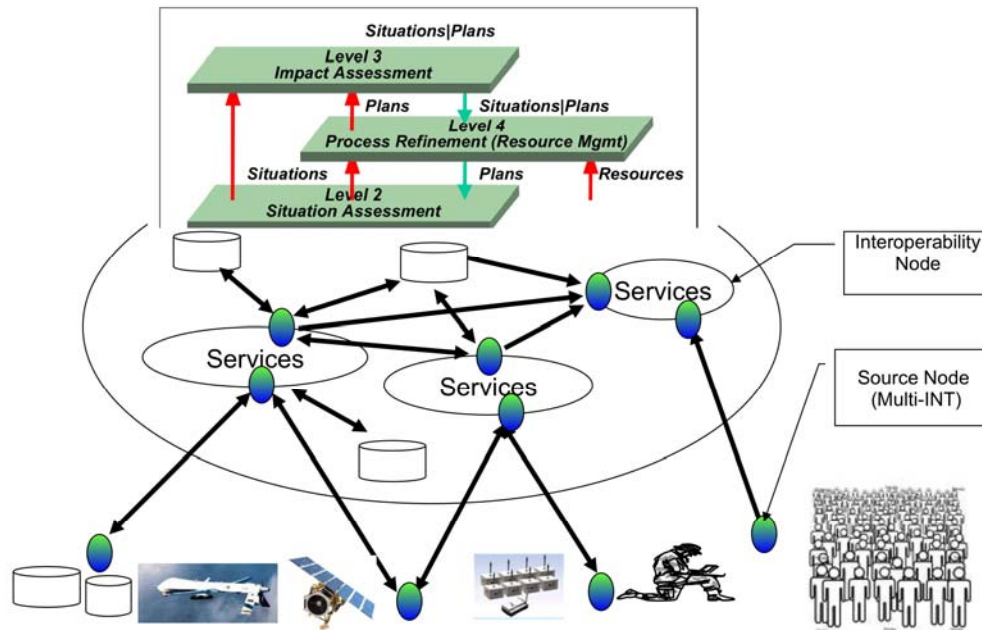 Situations|Plans
Level 3
Impact Assessment
Plans
Situations|Plans
Level 4
Process Refinement (Resource Mgmt)
Situations
Plans
Resources
Level 2
Situation Assessment
Interoperability
Node
Services
Services
Services
Source Node
(Multi-INT)